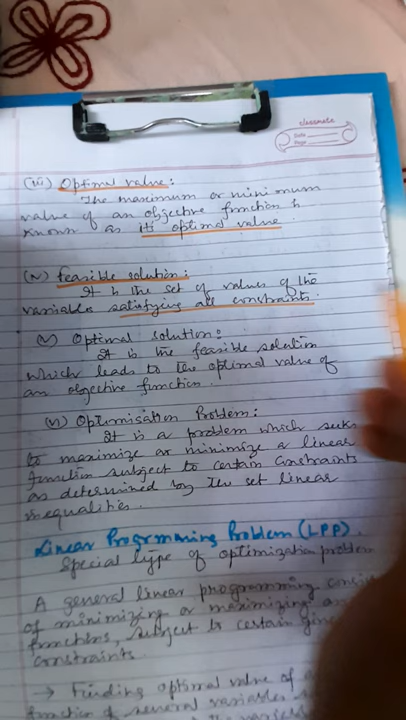 classmate
Date
Page
(iii) Optimal value:
The maximum or minimum
value of an objective function is
known as its optimal value.
(iv) feasible solution:
It is the set of values of the
variables satisfying all constraints.
(v) Optimal solution:
It is the feasible solution
which leads to the optimal value of
an objective function.
(vi) Optimisation Problem:
It is a problem which seeks
to maximize or minimize a linear
function subject to certain constraints
as determined by the set linear
inequalities.
Linear Progrmming Problem (LPP)
Special type of optimization problem
A general linear programming
of minimizing or maximizing
functions, subject to certain
constraints.
→ Finding optimal value of
function of several variables